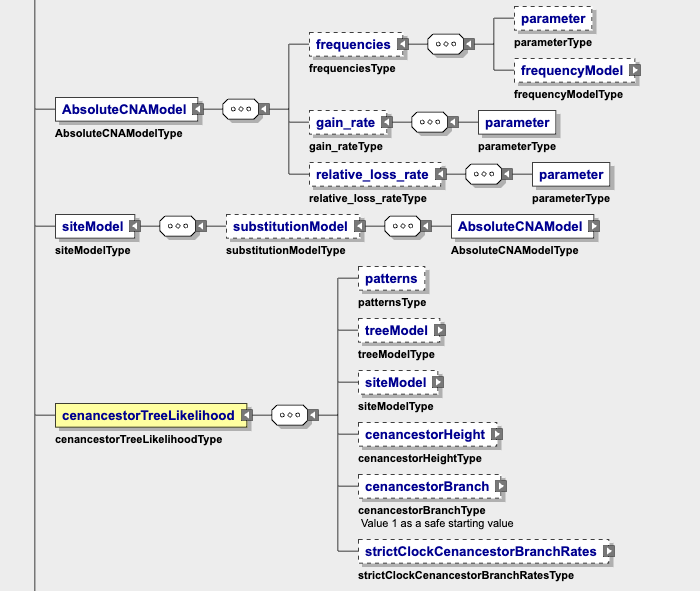 parameter
parameterType
frequencies
frequenciesType
frequencyModel
frequencyModelType
AbsoluteCNAModel
AbsoluteCNAModelType
gain_rate
gain_rateType
parameter
parameterType
relative_loss_rate
relative_loss_rateType
parameter
parameterType
siteModel
siteModelType
substitutionModel
substitutionModelType
AbsoluteCNAModel
AbsoluteCNAModelType
patterns
patternsType
treeModel
treeModelType
siteModel
siteModelType
cenancestorTreeLikelihood
cenancestorTreeLikelihoodType
cenancestorHeight
cenancestorHeightType
cenancestorBranch
cenancestorBranchType
Value 1 as a safe starting value
strictClockCenancestorBranchRates
strictClockCenancestorBranchRatesType